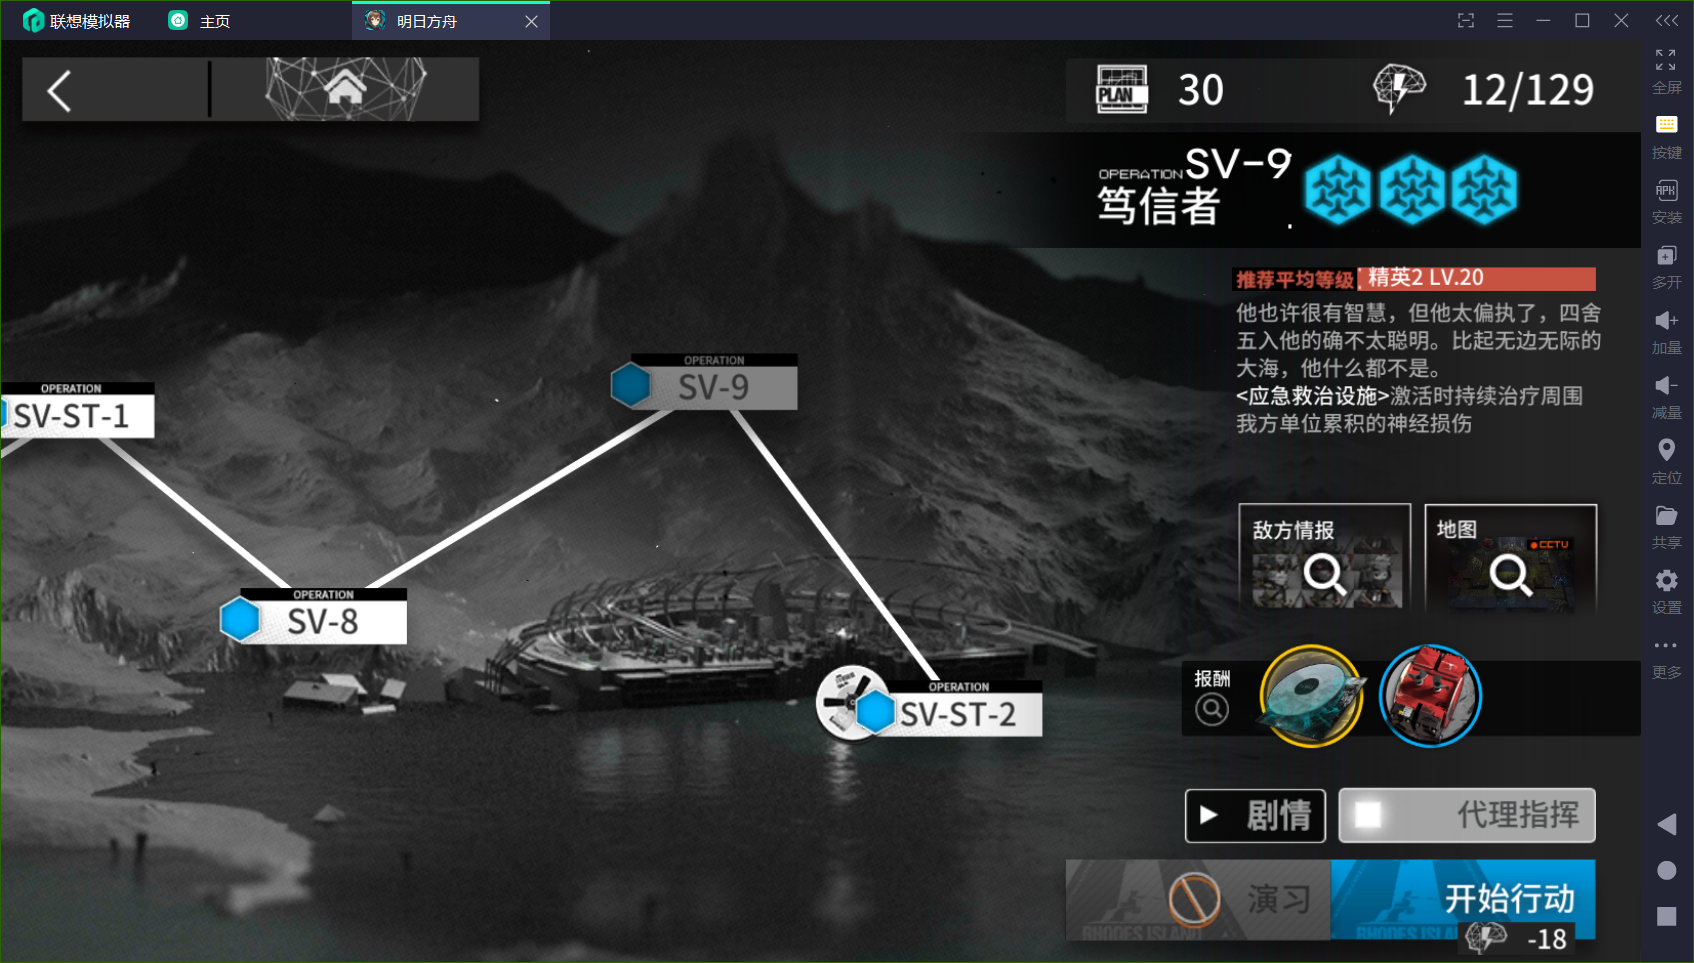 联想模拟器
主页
明日方舟
PLAN
30
12/129
OPERATION SV-9
笃信者
推荐平均等级: 精英2 LV.20
他也许很有智慧，但他太偏执了，四舍
五入他的确不太聪明。比起无边无际的
大海，他什么都不是。
<应急救治设施>激活时持续治疗周围
我方单位累积的神经损伤
OPERATION
SV-9
OPERATION
SV-ST-1
OPERATION
SV-8
OPERATION
SV-ST-2
敌方情报
地图
CCTV
报酬
剧情
代理指挥
演习
RHODES ISLAND
开始行动
RHODES ISLAND
-18
全屏
按键
APK
安装
多开
加量
减量
定位
共享
设置
更多